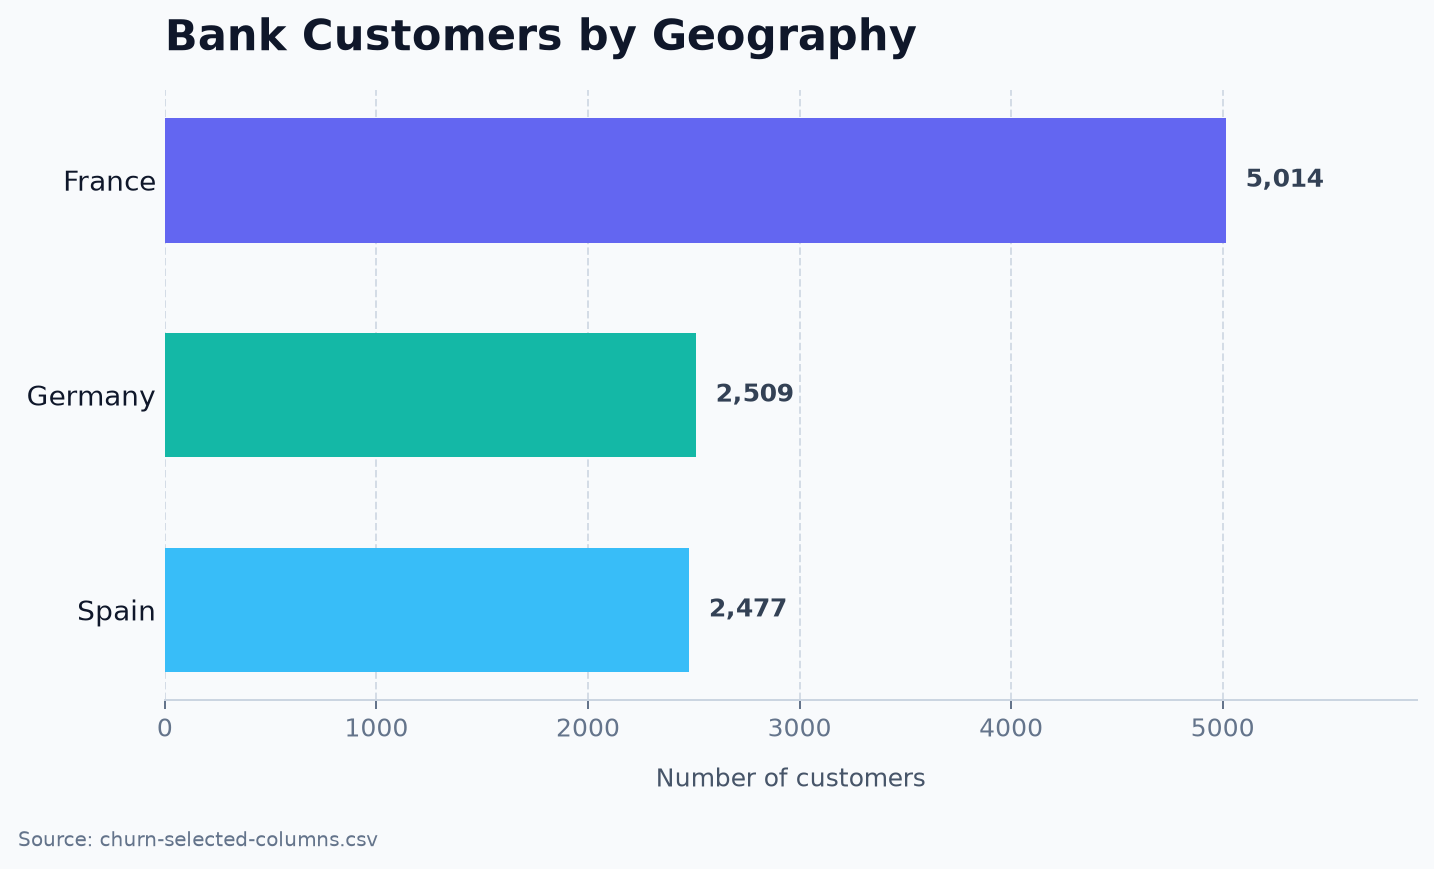 Bank Customers by Geography
France
5,014
Germany
2,509
Spain
2,477
0 1000 2000 3000 4000 5000
Number of customers
Source: churn-selected-columns.csv